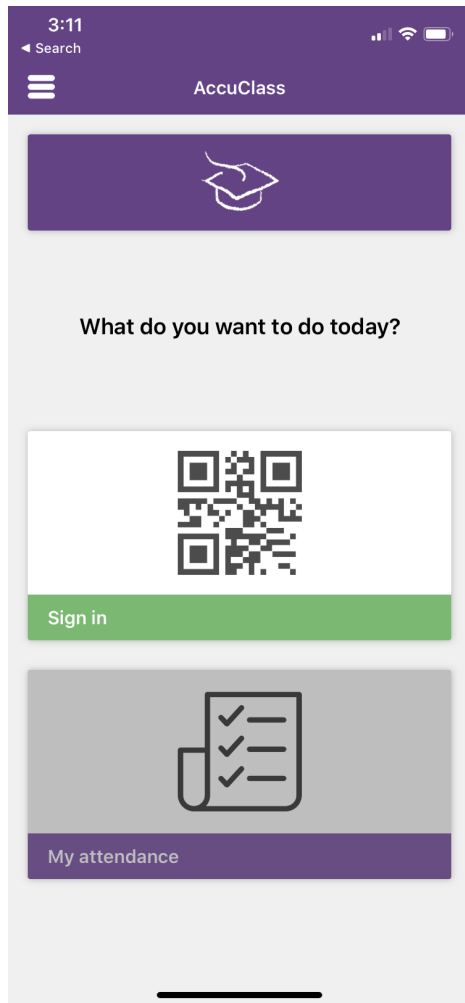 3:11
◀ Search
AccuClass
What do you want to do today?
Sign in
My attendance